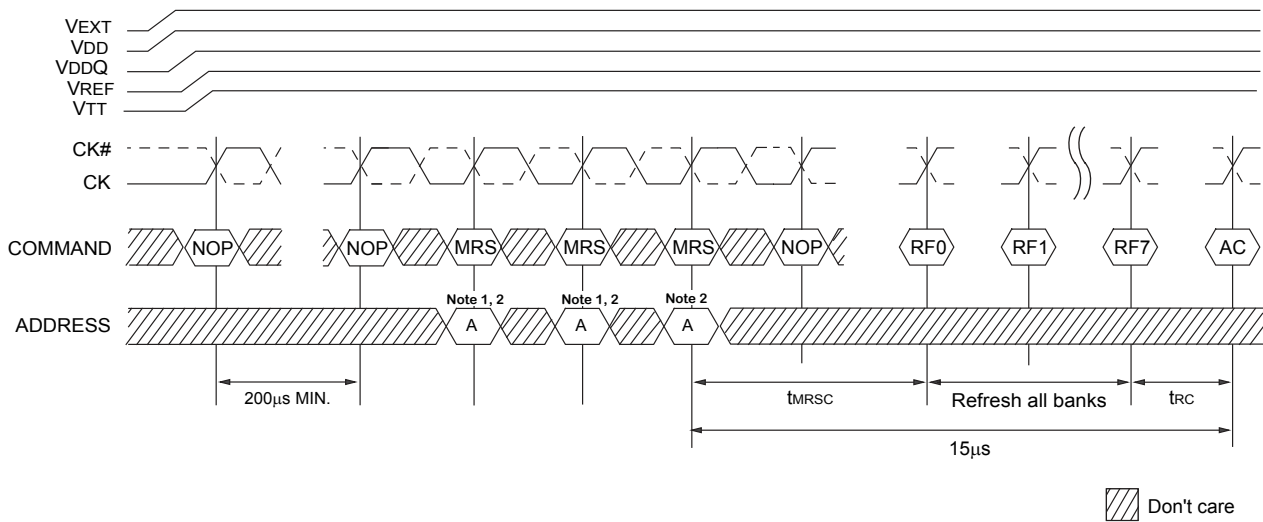 VEXT
VDD
VDDQ
VREF
VTT
CK#
CK
COMMAND NOP NOP MRS MRS MRS NOP RF0 RF1 RF7 AC
Note 1, 2 Note 1, 2 Note 2
ADDRESS A A A
200μs MIN. tMRSC Refresh all banks tRC
15μs
Don't care